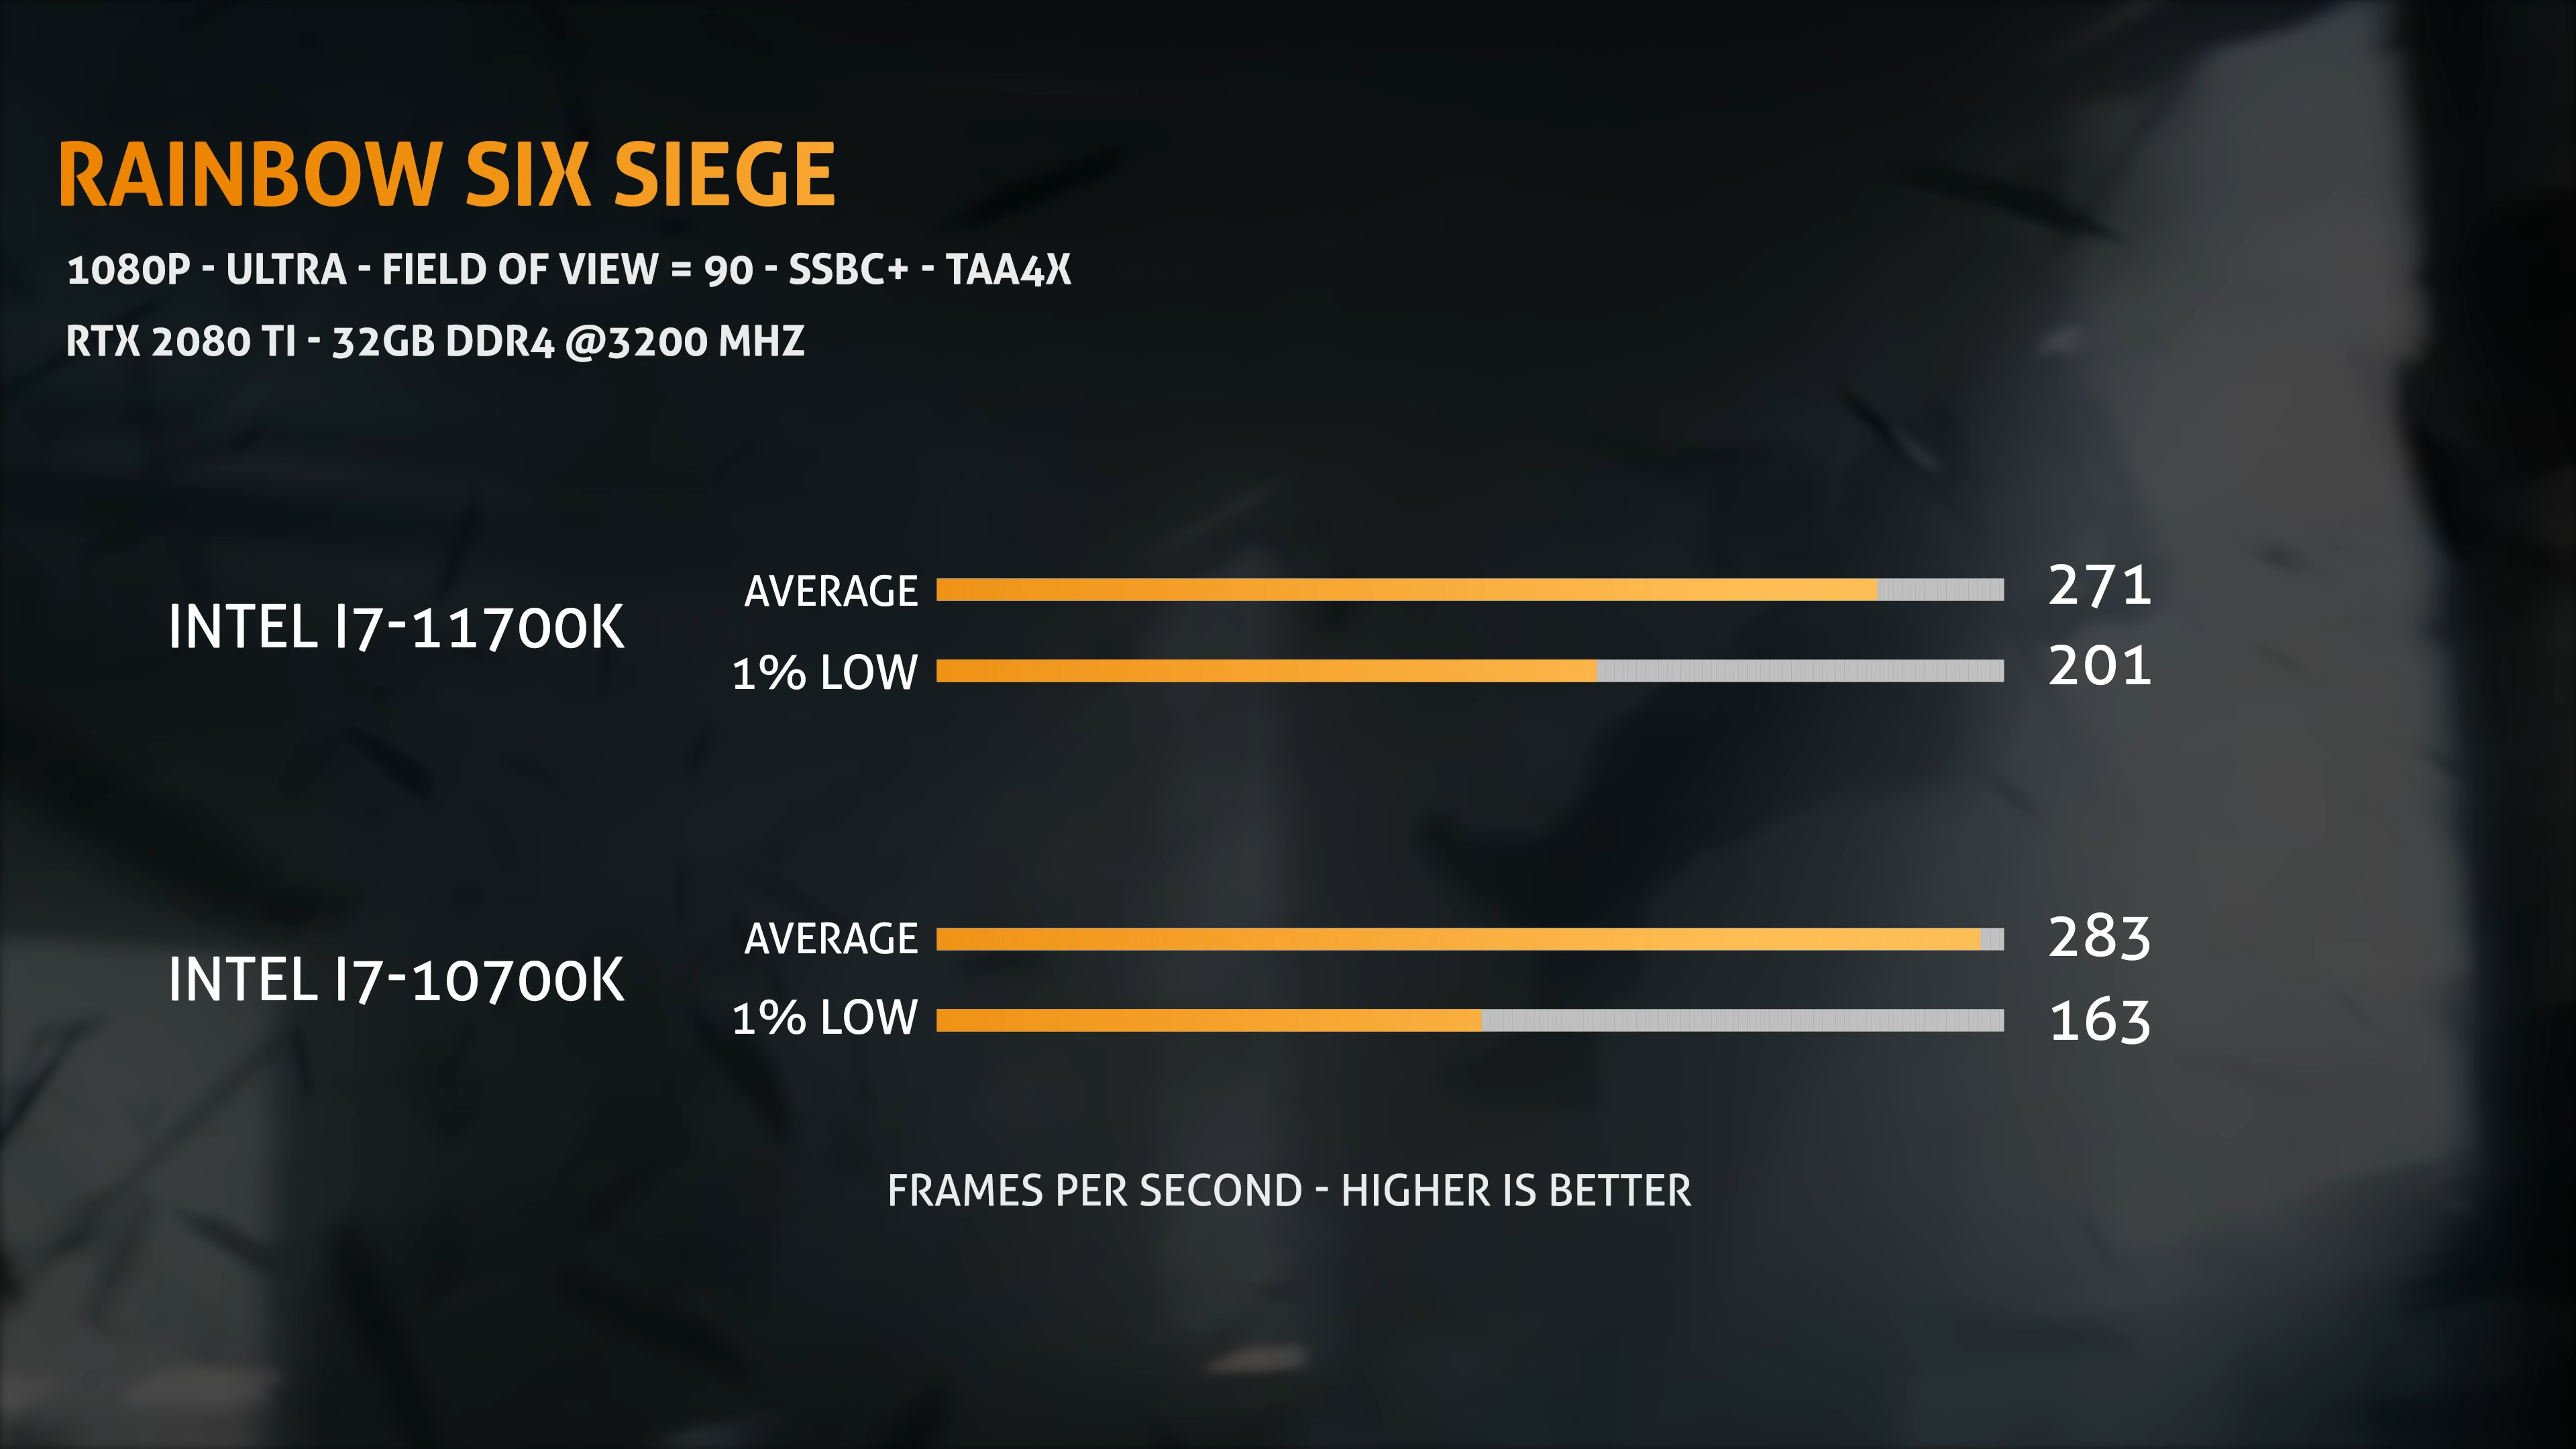 RAINBOW SIX SIEGE
1080P - ULTRA - FIELD OF VIEW = 90 - SSBC+ - TAA4X
RTX 2080 TI - 32GB DDR4 @3200 MHZ
INTEL I7-11700K
AVERAGE 271
1% LOW 201
INTEL I7-10700K
AVERAGE 283
1% LOW 163
FRAMES PER SECOND - HIGHER IS BETTER